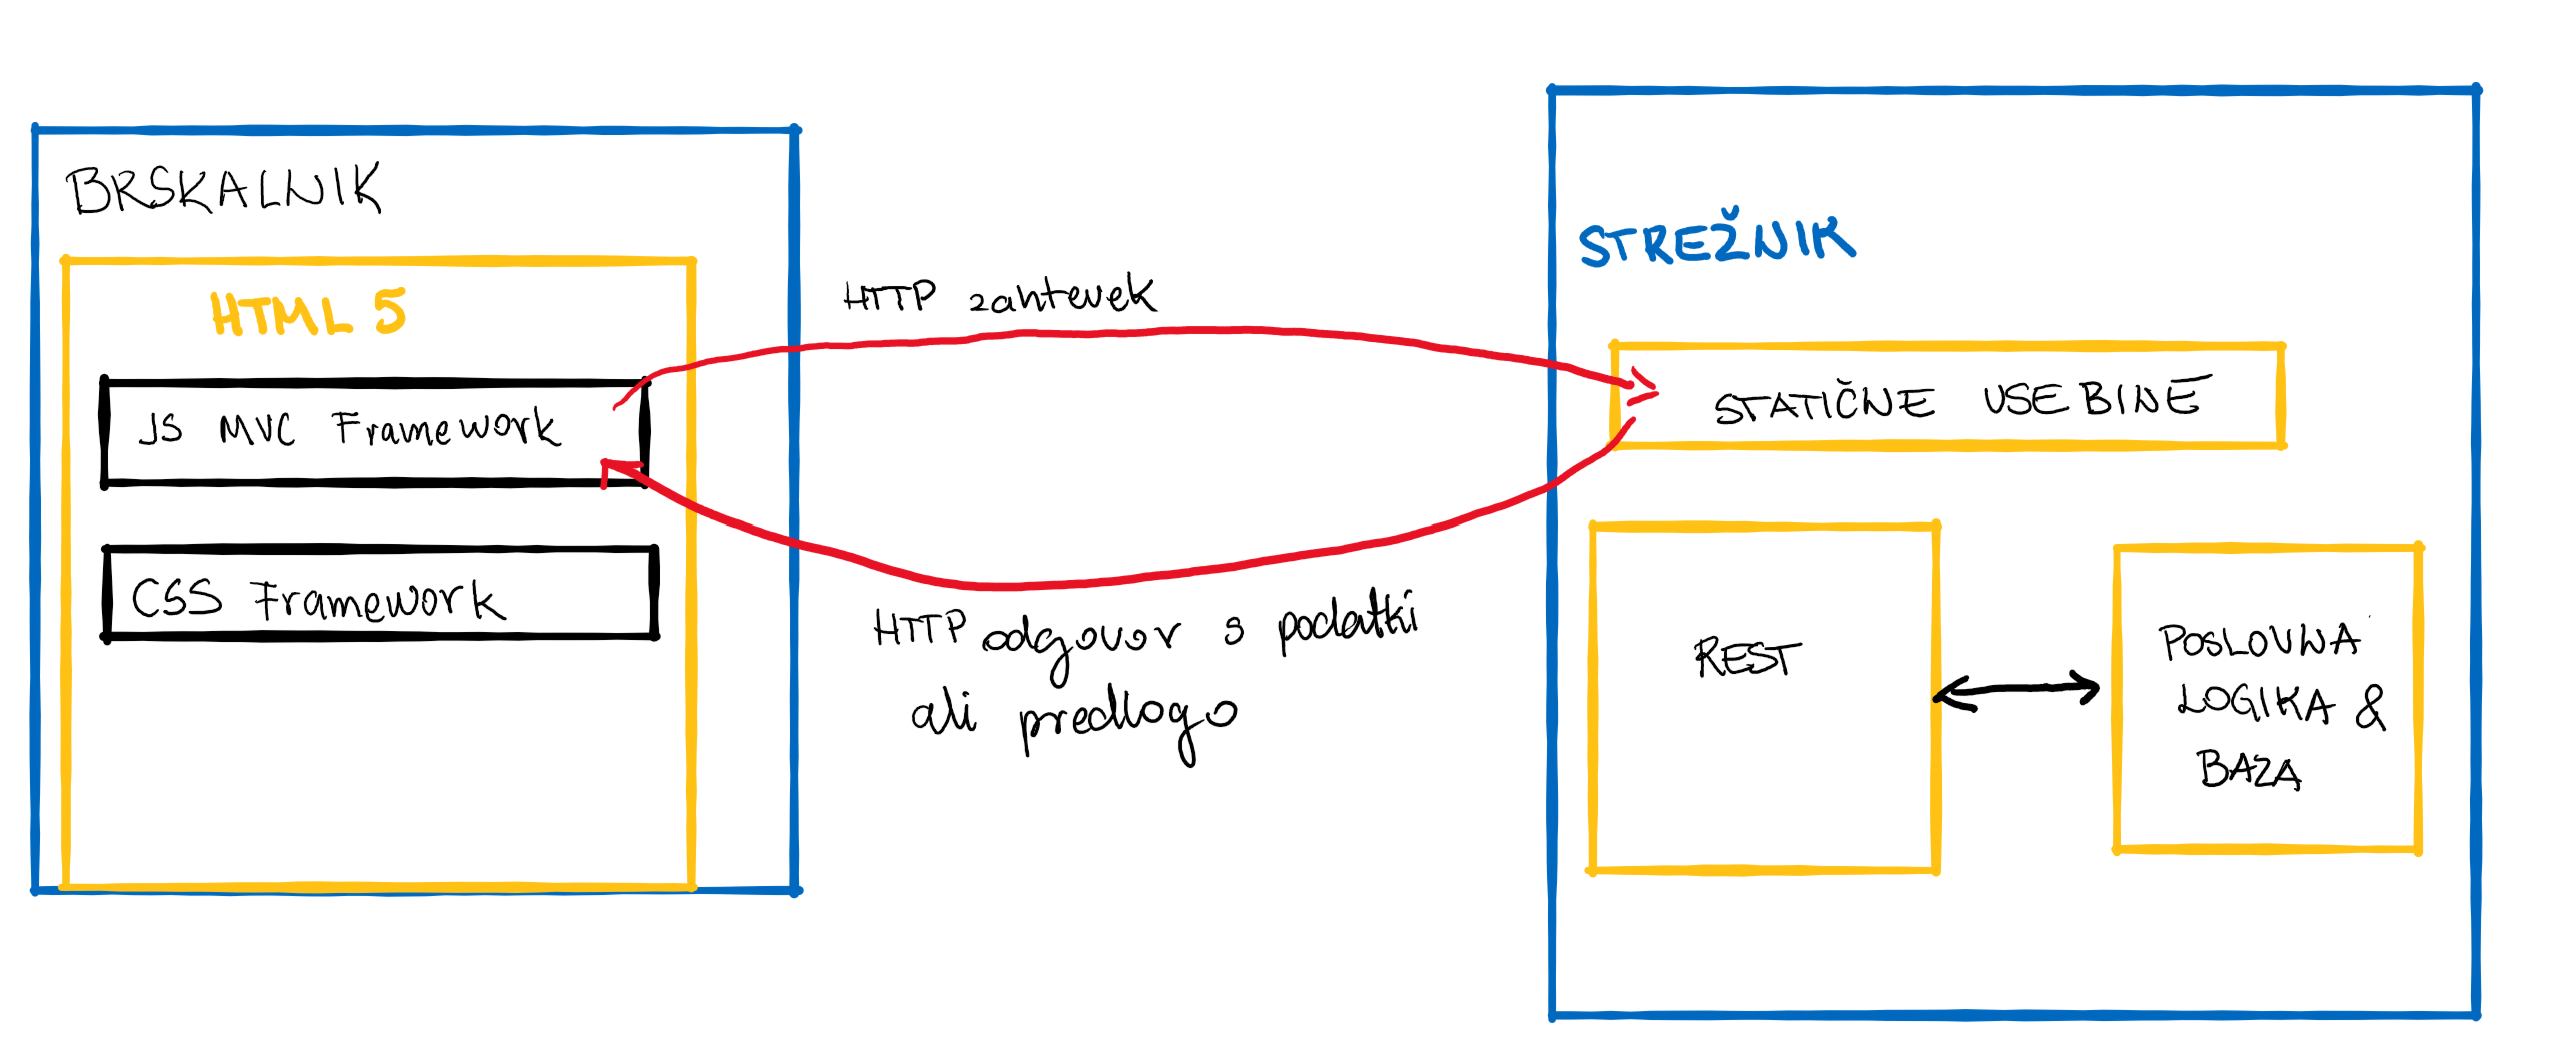 BRSKALNIK
HTML 5
JS MVC Framework
CSS Framework
HTTP zahtevek
HTTP odgovor s podatki
ali predlogo
STREŽNIK
STATIČNE VSEBINE
REST
POSLOVNA
LOGIKA &
BAZA